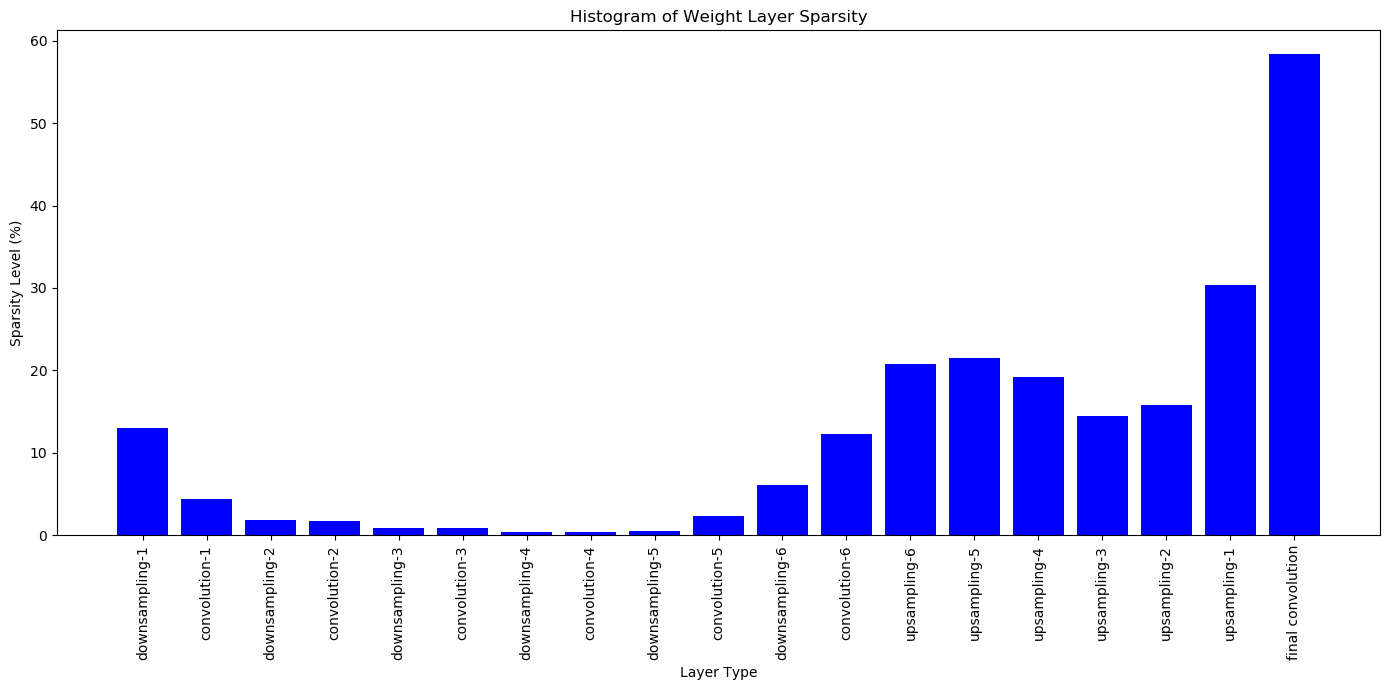 Histogram of Weight Layer Sparsity
Sparsity Level (%)
60
50
40
30
20
10
0
downsampling-1
convolution-1
downsampling-2
convolution-2
downsampling-3
convolution-3
downsampling-4
convolution-4
downsampling-5
convolution-5
downsampling-6
convolution-6
upsampling-6
upsampling-5
upsampling-4
upsampling-3
upsampling-2
upsampling-1
final convolution
Layer Type